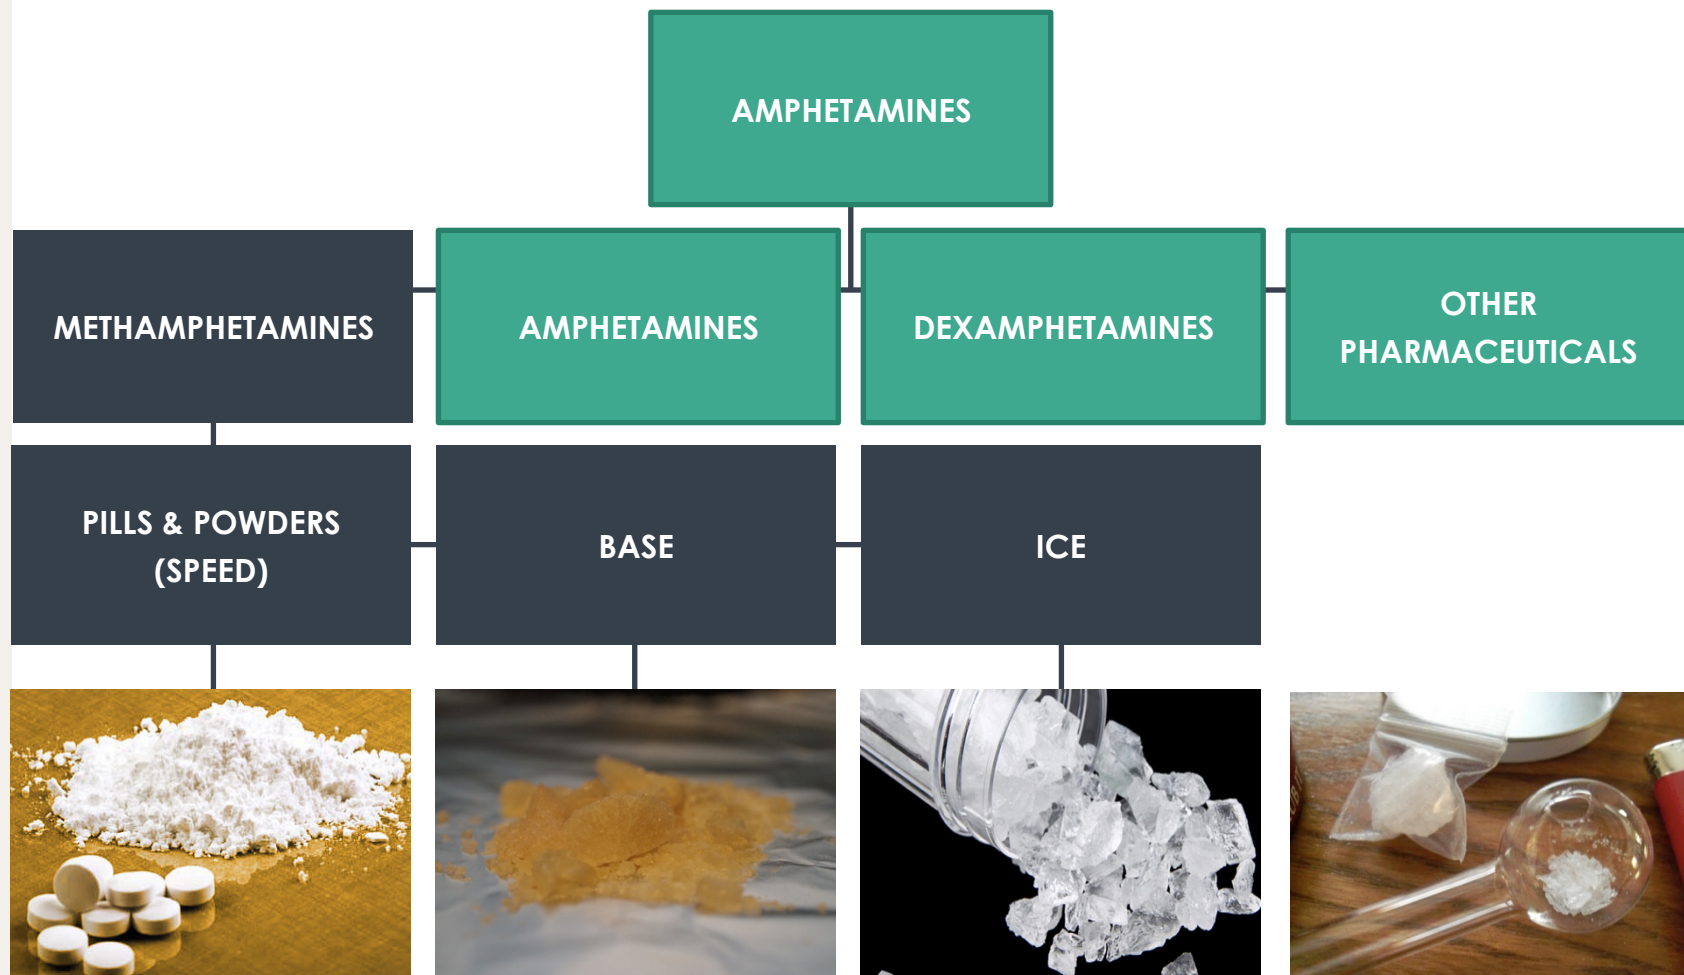 AMPHETAMINES
METHAMPHETAMINES
AMPHETAMINES
DEXAMPHETAMINES
OTHER
PHARMACEUTICALS
PILLS & POWDERS
(SPEED)
BASE
ICE